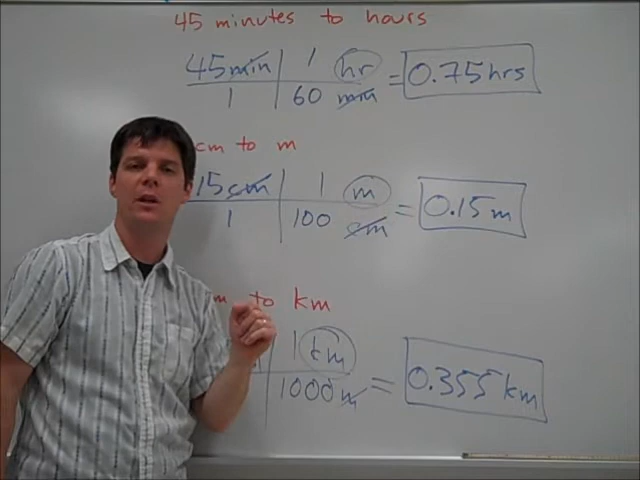 45 minutes to hours
45 min | 1 hr = 0.75 hrs
1 | 60 min
cm to m
15 cm | 1 m = 0.15 m
1 | 100 cm
m to km
1 km = 0.355 km
1000 m